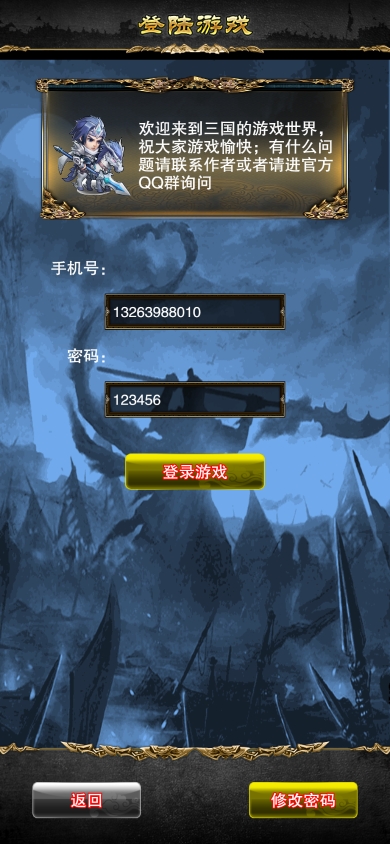 登陆游戏
欢迎来到三国的游戏世界，
祝大家游戏愉快；有什么问
题请联系作者或者请进官方
QQ群询问
手机号：
13263988010
密码：
123456
登录游戏
返回
修改密码